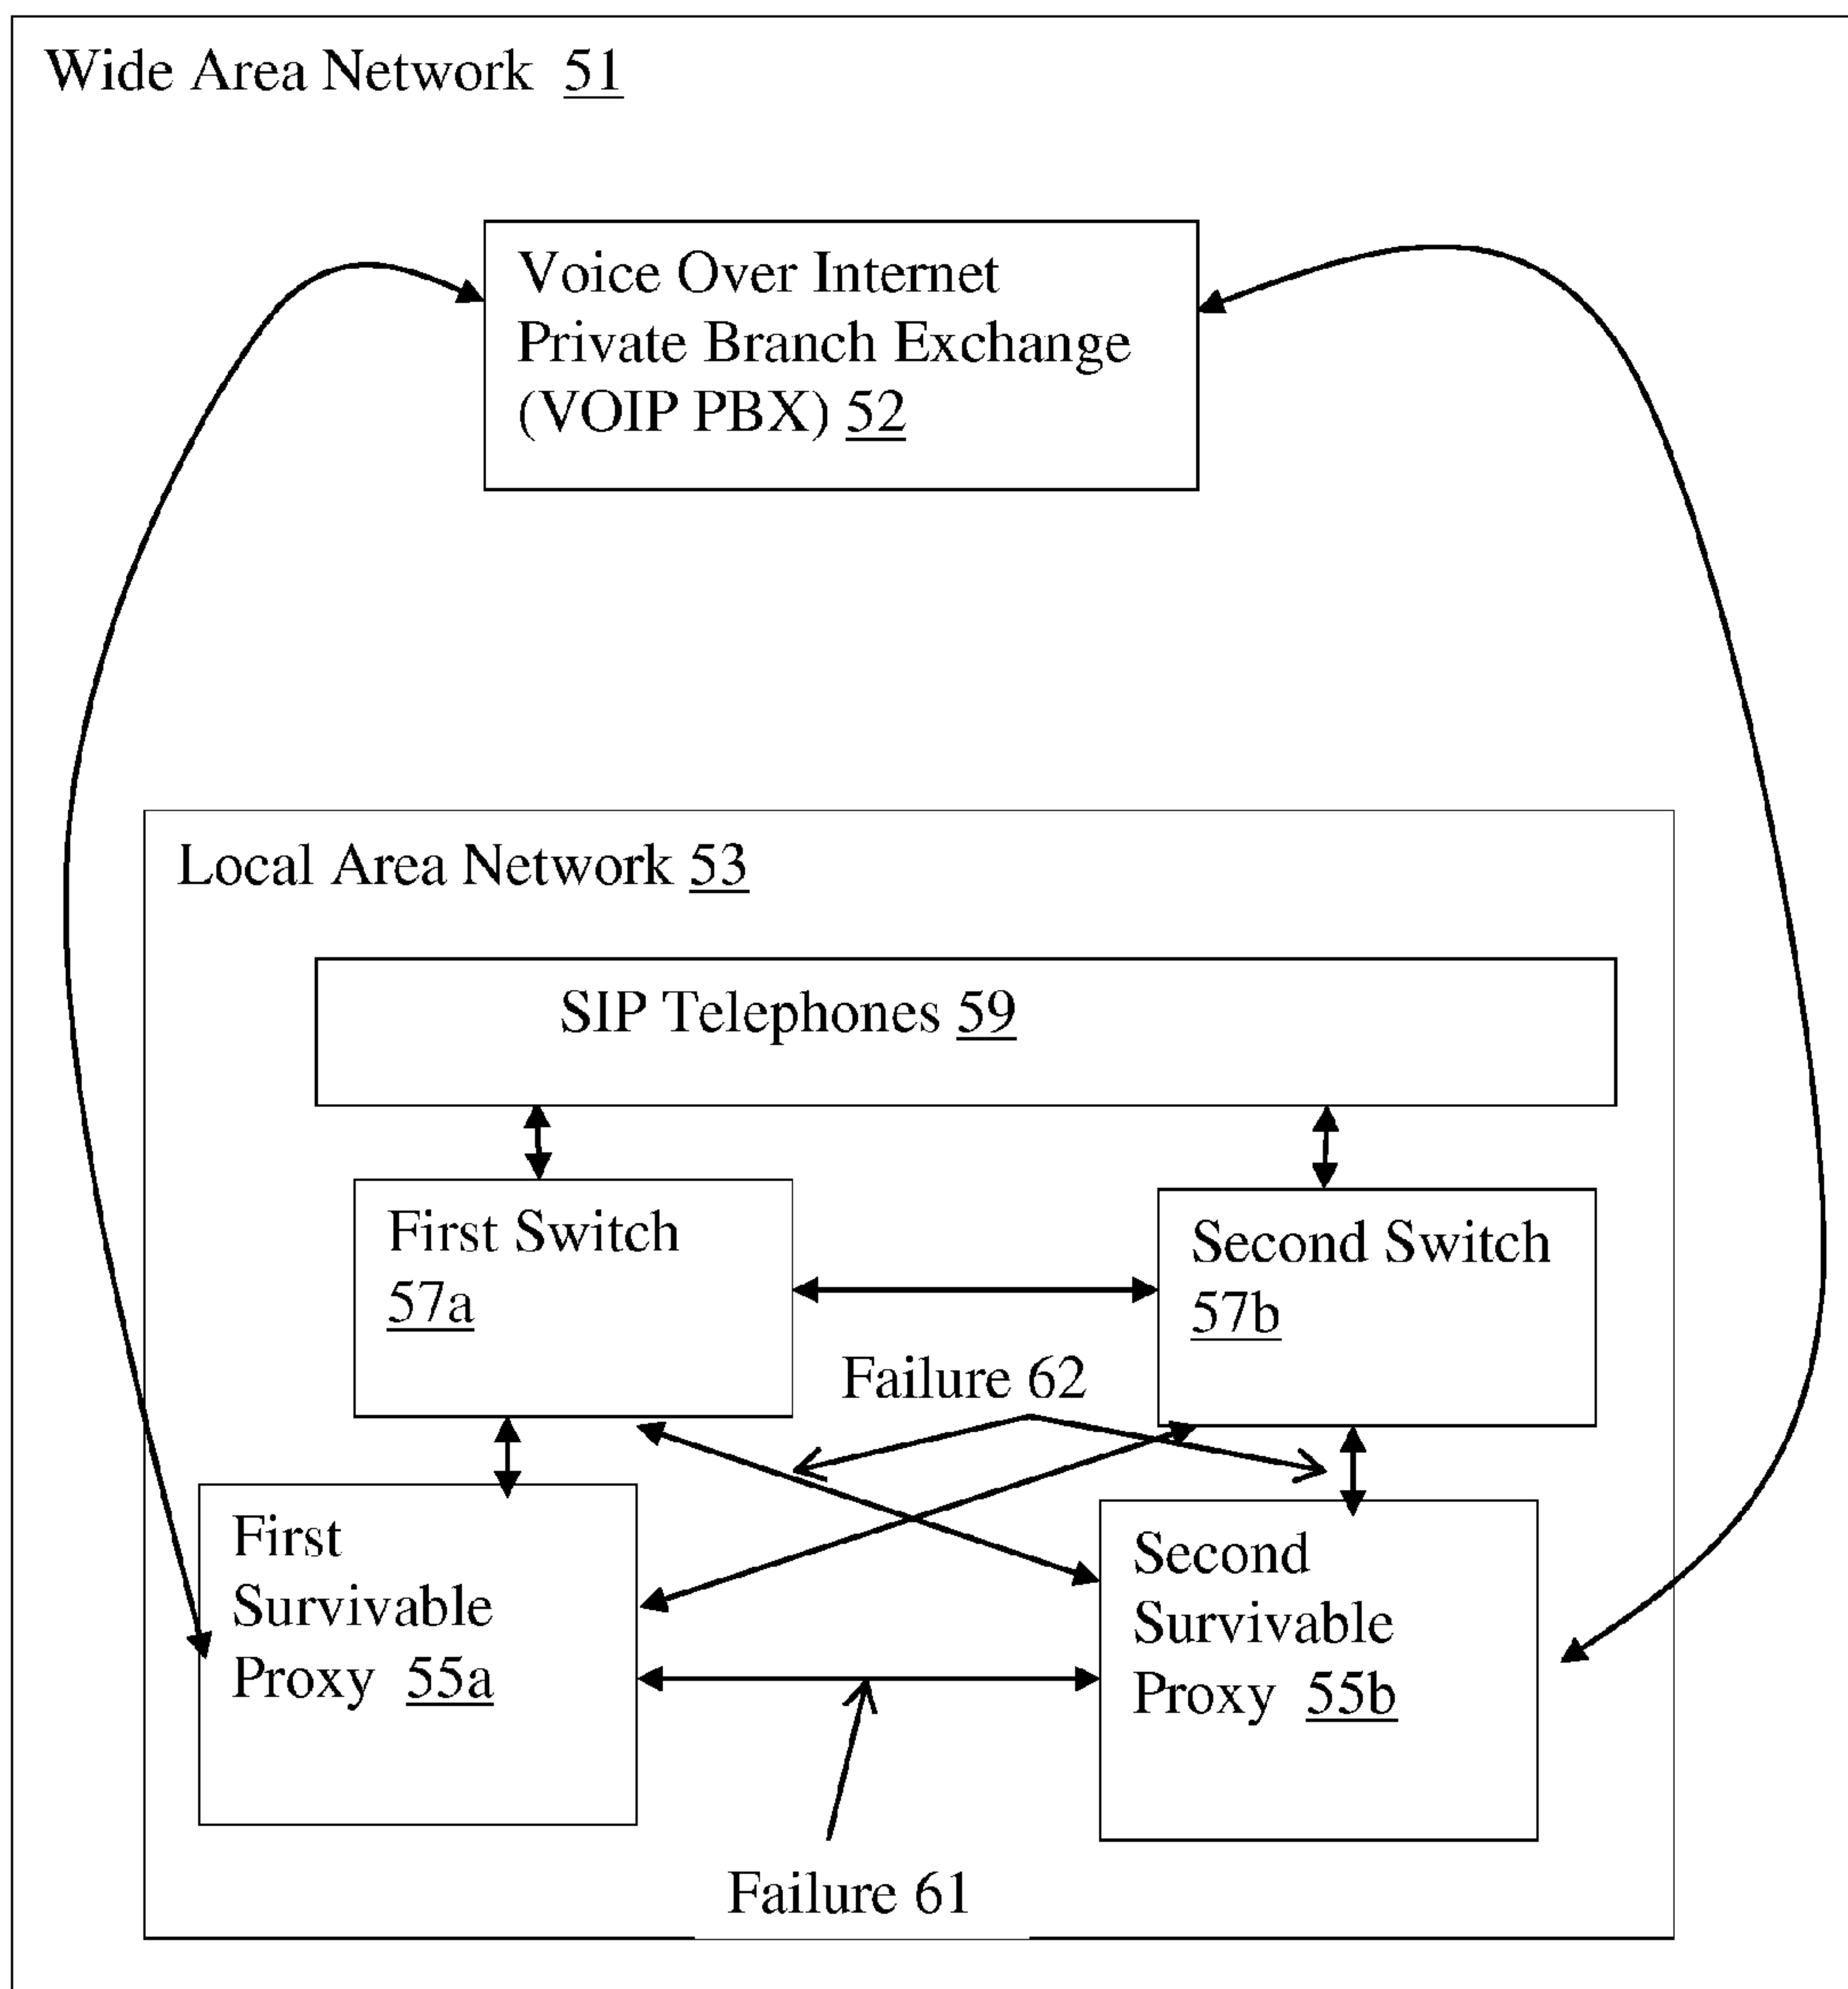 Wide Area Network 51
Voice Over Internet
Private Branch Exchange
(VOIP PBX) 52
Local Area Network 53
SIP Telephones 59
First Switch
57a
Second Switch
57b
Failure 62
First
Survivable
Proxy 55a
Second
Survivable
Proxy 55b
Failure 61